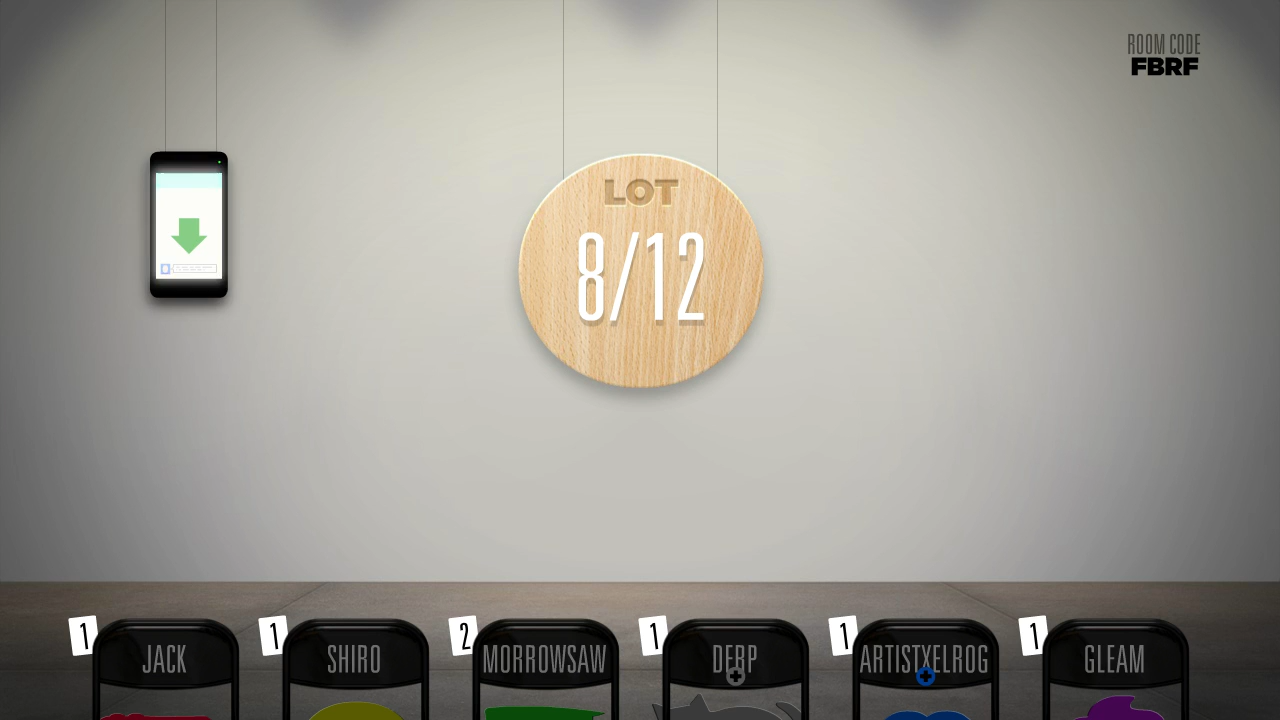 ROOM CODE
FBRF
LOT
8/12
1
JACK
1
SHIRO
2
MORROWSAW
1
DERP
1
ARTISTXELROG
1
GLEAM